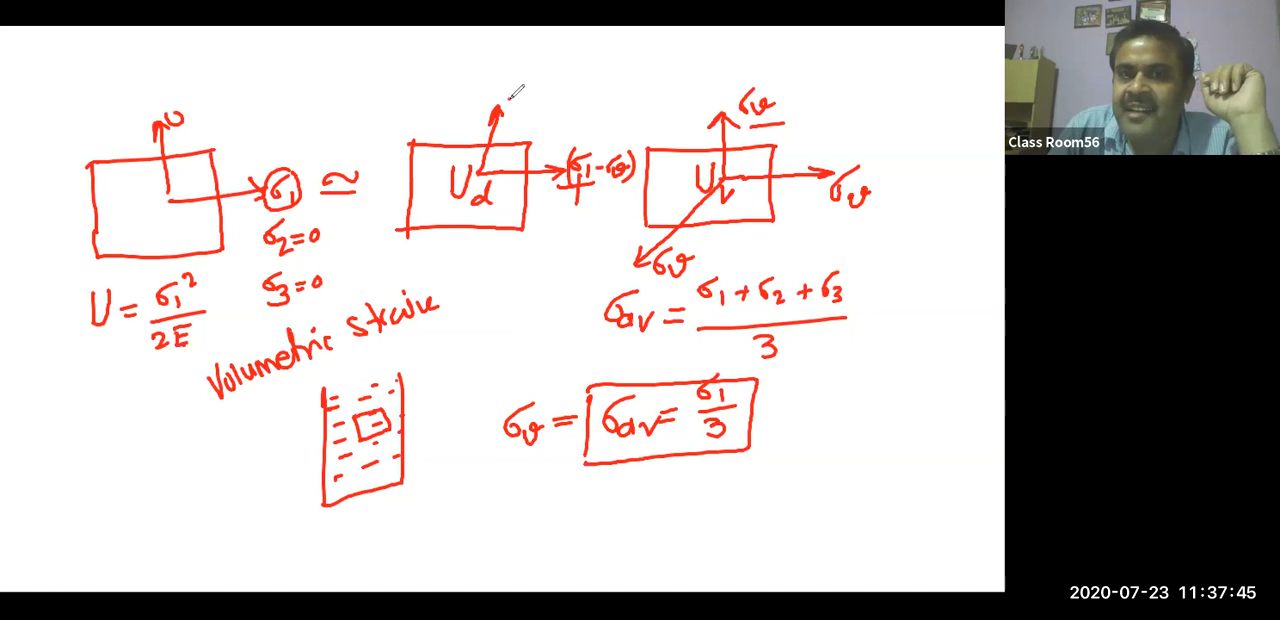 U
σ1 ≅
σ2=0
σ3=0
U = σ1²/2E
Volumetric strain
Ud
(σ1-σv)
σv
Uv
σv
σv
σav = σ1+σ2+σ3/3
σv = σav = σ1/3
Class Room56
2020-07-23 11:37:45